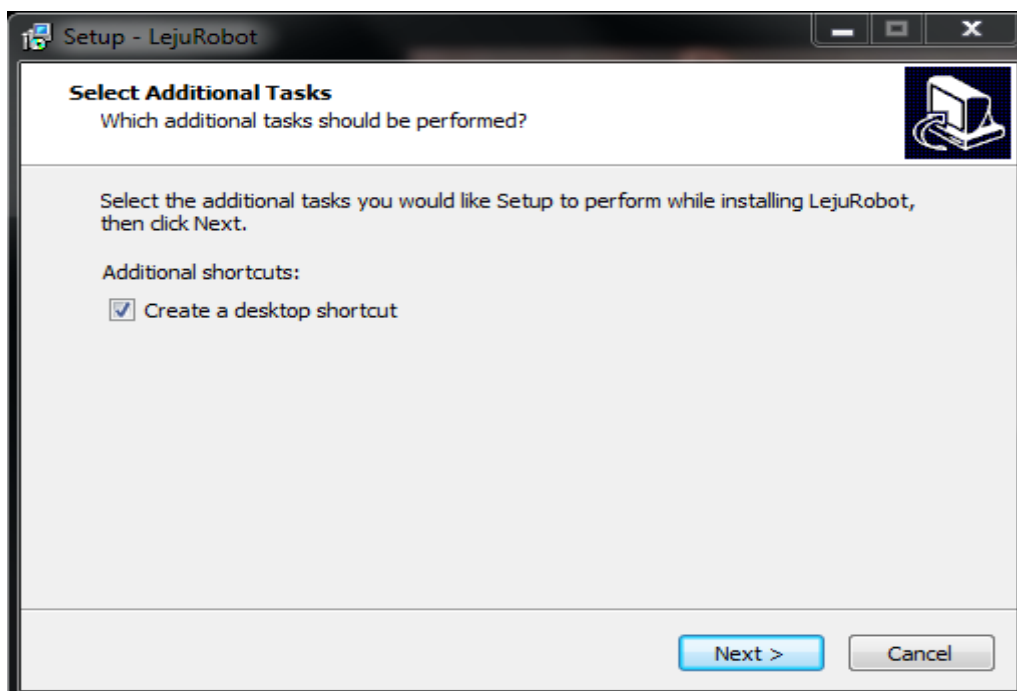 Setup - LejuRobot
Select Additional Tasks
Which additional tasks should be performed?
Select the additional tasks you would like Setup to perform while installing LejuRobot,
then click Next.
Additional shortcuts:
Create a desktop shortcut
Next >
Cancel